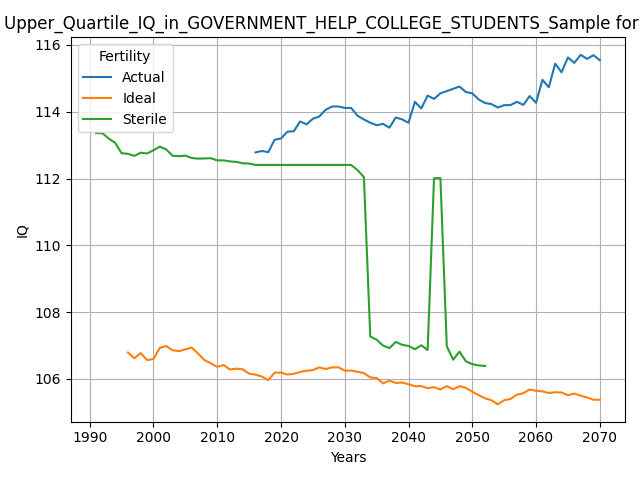 Upper_Quartile_IQ_in_GOVERNMENT_HELP_COLLEGE_STUDENTS_Sample for
116
114
112
110
108
106
IQ
Fertility
Actual
Ideal
Sterile
1990 2000 2010 2020 2030 2040 2050 2060 2070
Years